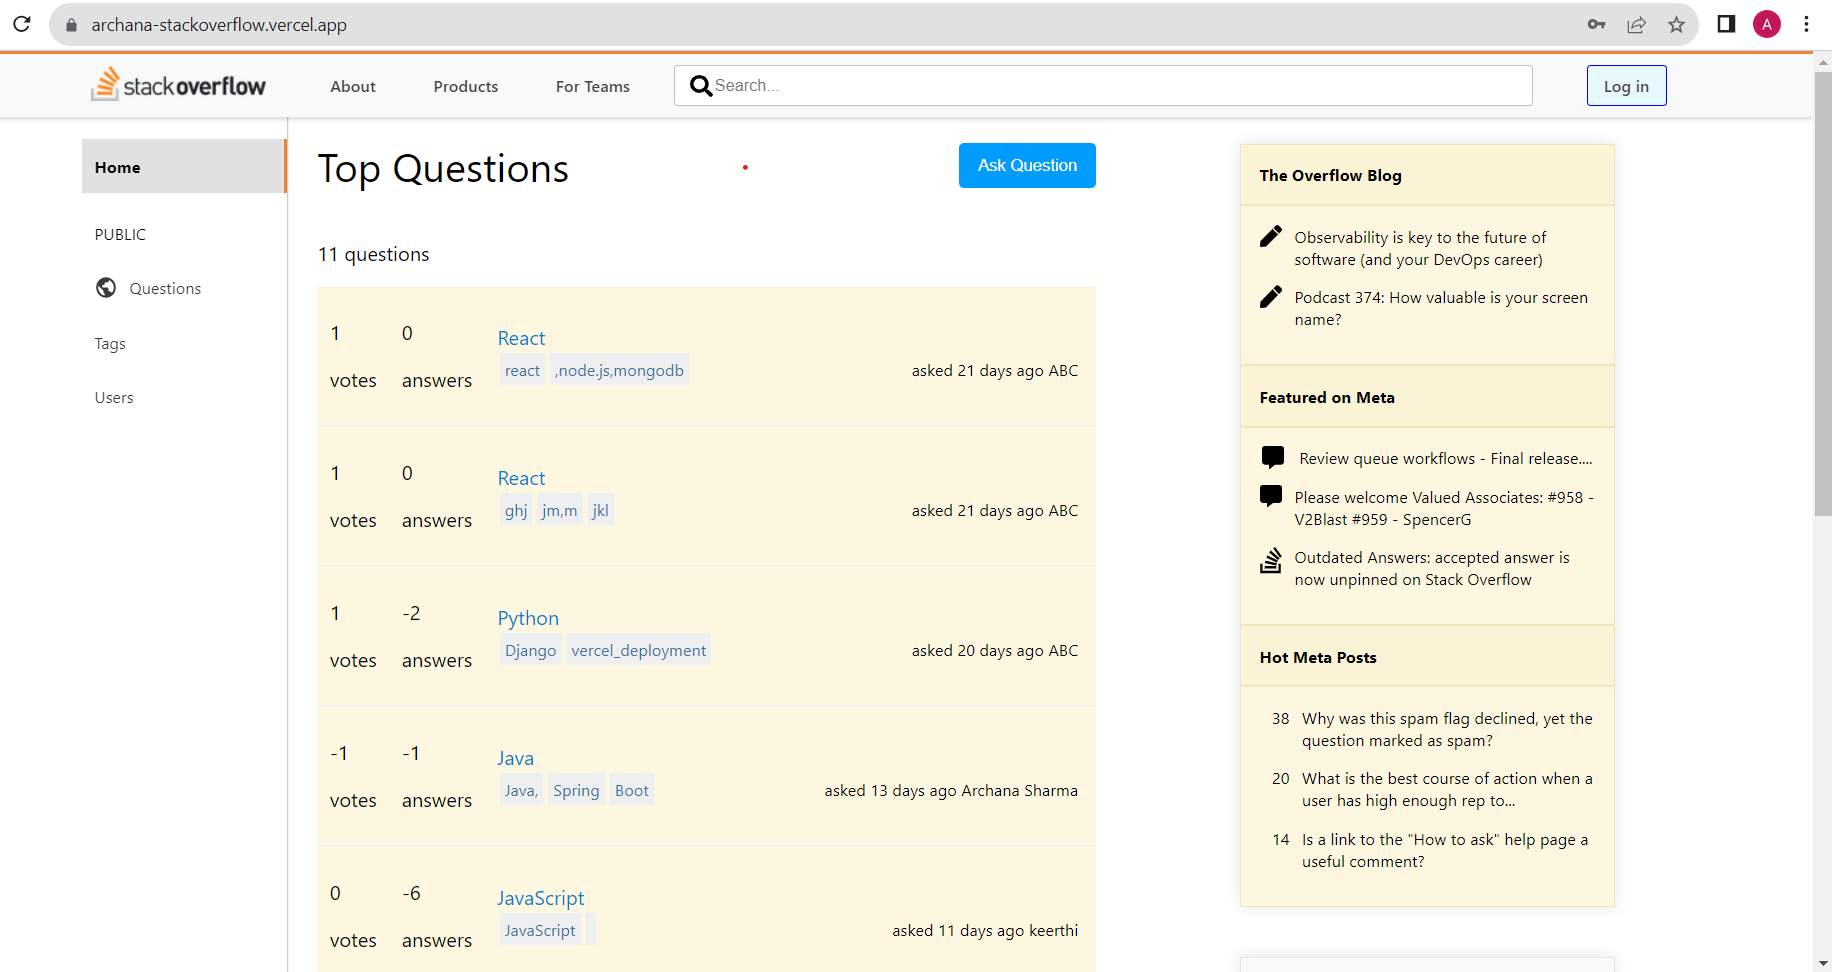 archana-stackoverflow.vercel.app
A
stackoverflow
About
Products
For Teams
Search...
Log in
Home
PUBLIC
Questions
Tags
Users
Top Questions
Ask Question
11 questions
1 0
votes answers
React
react ,node.js,mongodb
asked 21 days ago ABC
1 0
votes answers
React
ghj jm,m jkl
asked 21 days ago ABC
1 -2
votes answers
Python
Django vercel_deployment
asked 20 days ago ABC
-1 -1
votes answers
Java
Java, Spring Boot
asked 13 days ago Archana Sharma
0 -6
votes answers
JavaScript
JavaScript
asked 11 days ago keerthi
The Overflow Blog
Observability is key to the future of
software (and your DevOps career)
Podcast 374: How valuable is your screen
name?
Featured on Meta
Review queue workflows - Final release....
Please welcome Valued Associates: #958 -
V2Blast #959 - SpencerG
Outdated Answers: accepted answer is
now unpinned on Stack Overflow
Hot Meta Posts
38 Why was this spam flag declined, yet the
question marked as spam?
20 What is the best course of action when a
user has high enough rep to...
14 Is a link to the "How to ask" help page a
useful comment?